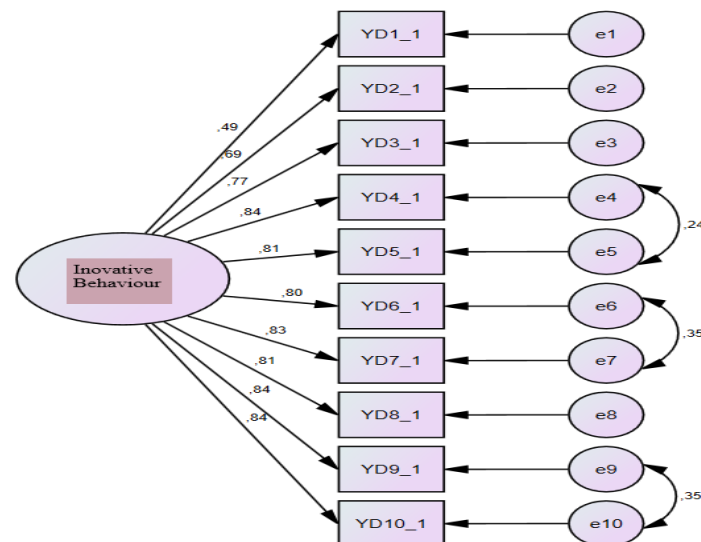 YD1_1
e1
YD2_1
e2
,49
YD3_1
e3
,69
,77
YD4_1
e4
,84
,24
YD5_1
e5
,81
Inovative
Behaviour
,80
YD6_1
e6
,83
,35
YD7_1
e7
,81
YD8_1
e8
,84
,84
YD9_1
e9
,35
YD10_1
e10